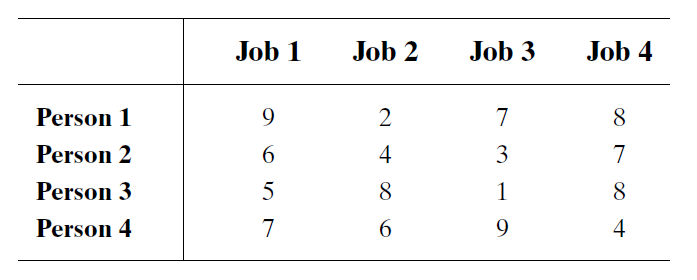 Job 1 Job 2 Job 3 Job 4
Person 1 9 2 7 8
Person 2 6 4 3 7
Person 3 5 8 1 8
Person 4 7 6 9 4